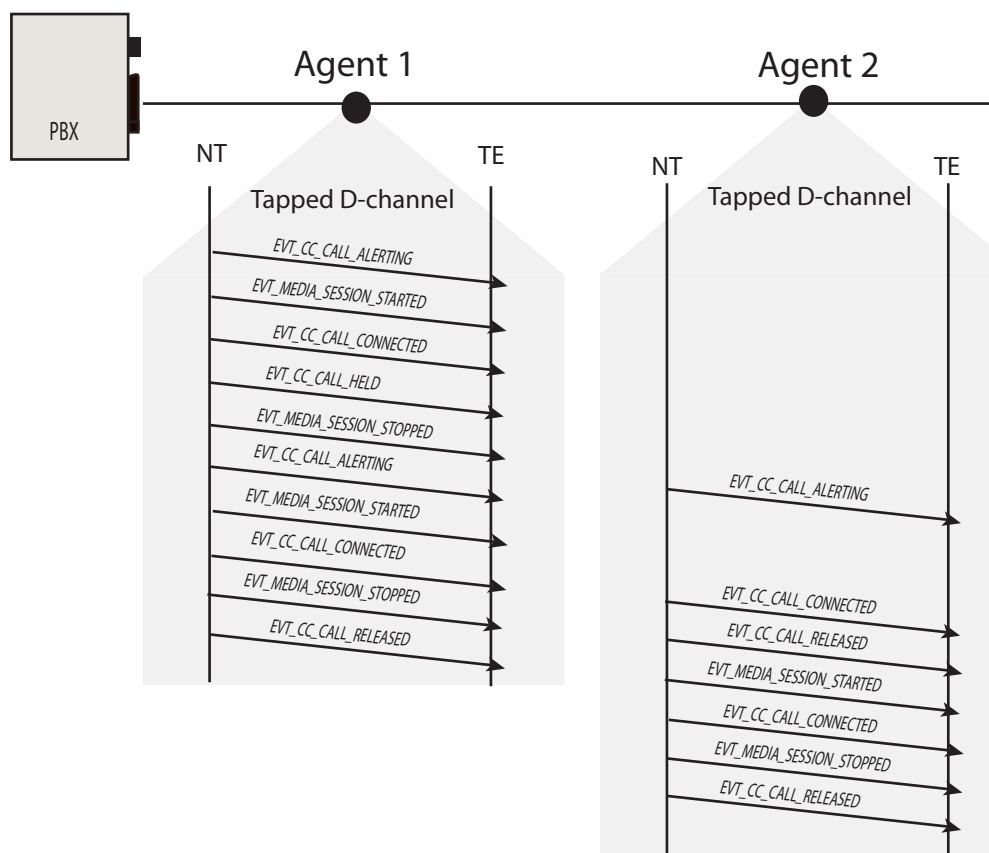 PBX
Agent 1
NT
TE
Tapped D-channel
EVT_CC_CALL_ALERTING
EVT_MEDIA_SESSION_STARTED
EVT_CC_CALL_CONNECTED
EVT_CC_CALL_HELD
EVT_MEDIA_SESSION_STOPPED
EVT_CC_CALL_ALERTING
EVT_MEDIA_SESSION_STARTED
EVT_CC_CALL_CONNECTED
EVT_MEDIA_SESSION_STOPPED
EVT_CC_CALL_RELEASED
Agent 2
NT
TE
Tapped D-channel
EVT_CC_CALL_ALERTING
EVT_CC_CALL_CONNECTED
EVT_CC_CALL_RELEASED
EVT_MEDIA_SESSION_STARTED
EVT_CC_CALL_CONNECTED
EVT_MEDIA_SESSION_STOPPED
EVT_CC_CALL_RELEASED